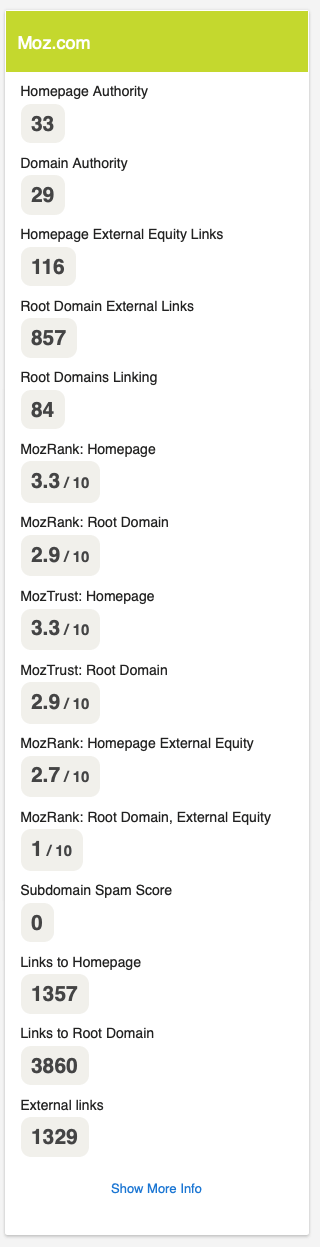 Moz.com
Homepage Authority
33
Domain Authority
29
Homepage External Equity Links
116
Root Domain External Links
857
Root Domains Linking
84
MozRank: Homepage
3.3 / 10
MozRank: Root Domain
2.9 / 10
MozTrust: Homepage
3.3 / 10
MozTrust: Root Domain
2.9 / 10
MozRank: Homepage External Equity
2.7 / 10
MozRank: Root Domain, External Equity
1 / 10
Subdomain Spam Score
0
Links to Homepage
1357
Links to Root Domain
3860
External links
1329
Show More Info